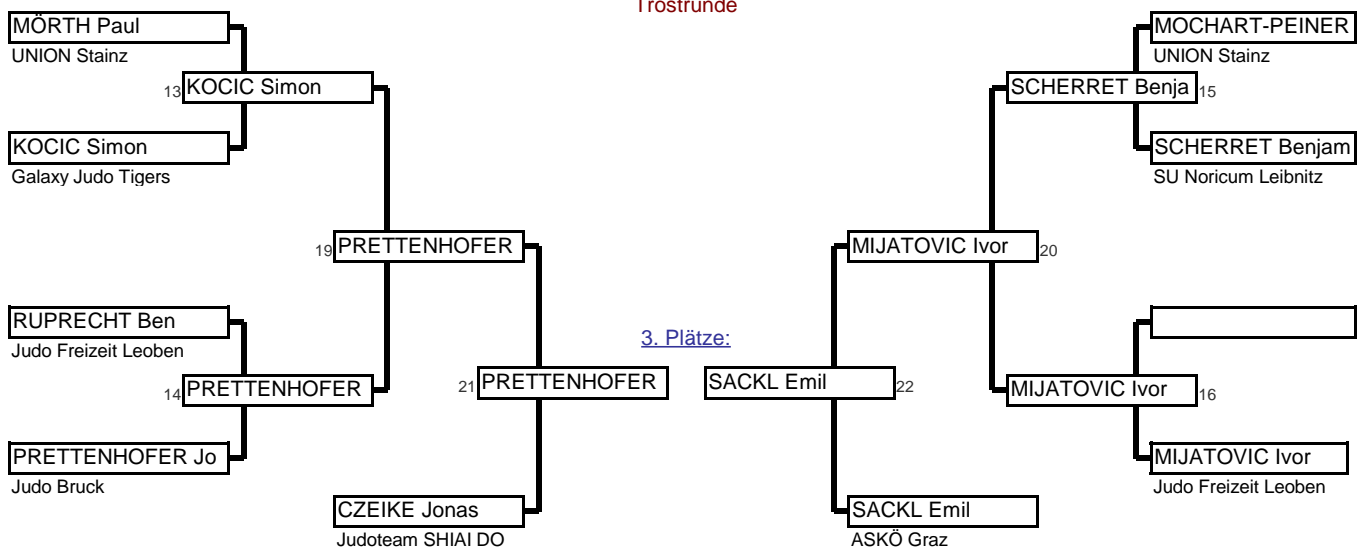 Trostrunde
MÖRTH Paul
UNION Stainz
13 KOCIC Simon
KOCIC Simon
Galaxy Judo Tigers
19 PRETTENHOFER
RUPRECHT Ben
Judo Freizeit Leoben
14 PRETTENHOFER
PRETTENHOFER Jo
Judo Bruck
21 PRETTENHOFER
CZEIKE Jonas
Judoteam SHIAI DO
3. Plätze:
MOCHART-PEINER
UNION Stainz
SCHERRET Benja 15
SCHERRET Benjam
SU Noricum Leibnitz
MIJATOVIC Ivor 20
SACKL Emil 22
MIJATOVIC Ivor 16
MIJATOVIC Ivor
Judo Freizeit Leoben
SACKL Emil
ASKÖ Graz